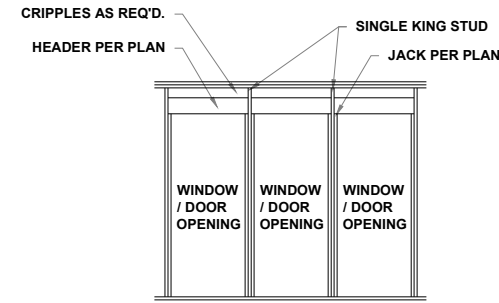 CRIPPLES AS REQ'D.
SINGLE KING STUD
HEADER PER PLAN
JACK PER PLAN
WINDOW
/ DOOR
OPENING
WINDOW
/ DOOR
OPENING
WINDOW
/ DOOR
OPENING